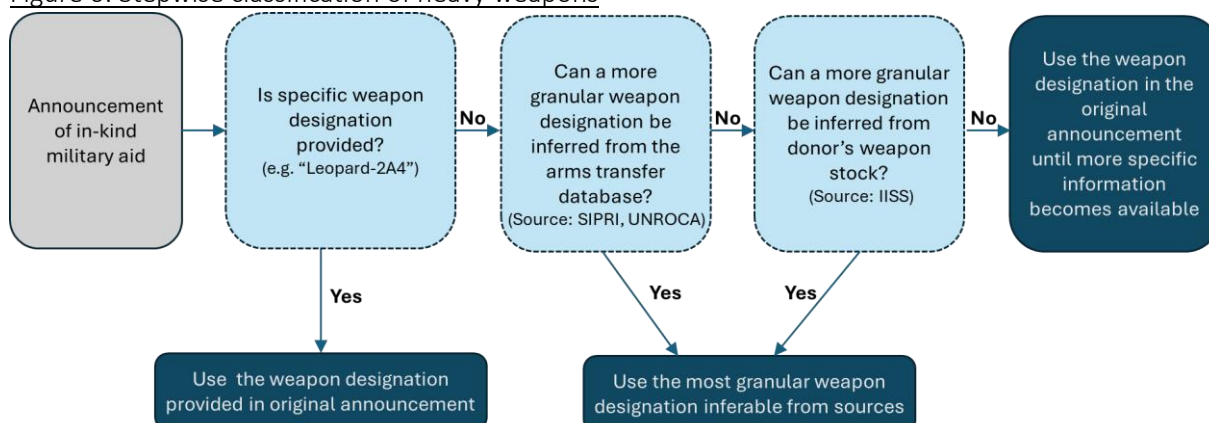 Announcement
of in-kind
military aid
Is specific weapon
designation
provided?
(e.g. “Leopard-2A4”)
No
Can a more
granular weapon
designation be
inferred from the
arms transfer
database?
(Source: SIPRI, UNROCA)
No
Can a more granular
weapon designation
be inferred from
donor’s weapon
stock?
(Source: IISS)
No
Use the weapon
designation in the
original
announcement
until more specific
information
becomes available
Yes
Yes
Yes
Use the weapon designation
provided in original announcement
Use the most granular weapon
designation inferable from sources